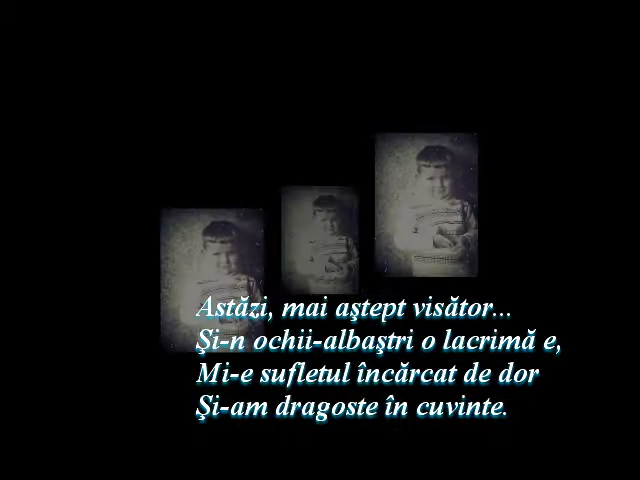 Astăzi, mai aştept visător...
Şi-n ochii-albaştri o lacrimă e,
Mi-e sufletul încărcat de dor
Şi-am dragoste în cuvinte.